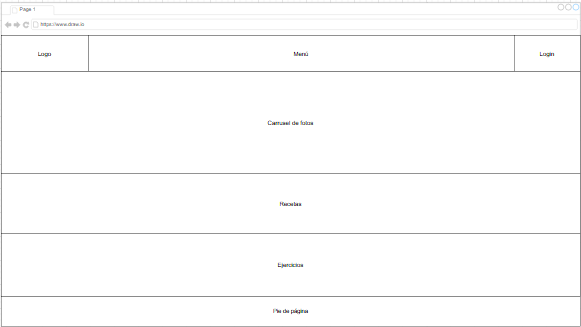 Page 1
https://www.draw.io
Logo
Menú
Login
Carrusel de fotos
Recetas
Ejercicios
Pie de página